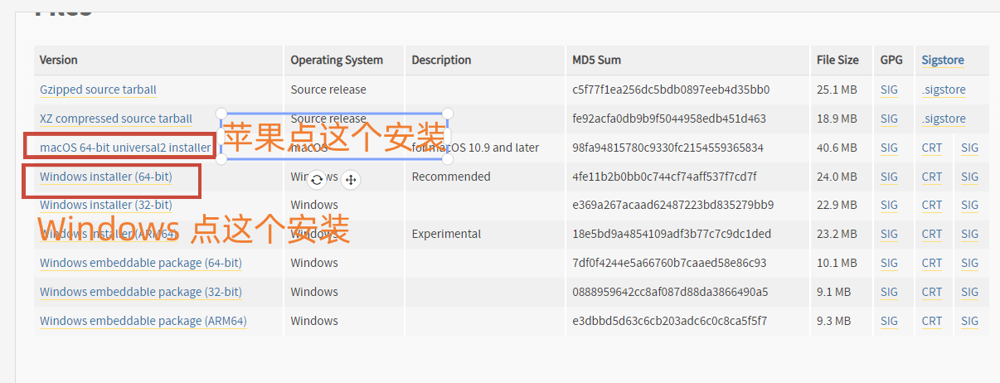 Files
Version Operating System Description MD5 Sum File Size GPG Sigstore
Gzipped source tarball Source release c5f77f1ea256dc5bdb0897eeb4d35bb0 25.1 MB SIG .sigstore
XZ compressed source tarball Source release fe92acfa0db9b9f5044958edb451d463 18.9 MB SIG .sigstore
苹果点这个安装
macOS 64-bit universal2 installer macOS for macOS 10.9 and later 98fa94815780c9330fc2154559365834 40.6 MB SIG CRT SIG
Windows installer (64-bit) Windows Recommended 4fe11b2b0bb0c744cf74aff537f7cd7f 24.0 MB SIG CRT SIG
Windows installer (32-bit) Windows e369a267acaad62487223bd835279bb9 22.9 MB SIG CRT SIG
Windows 点这个安装
Windows installer (ARM64) Windows Experimental 18e5bd9a4854109adf3b77c7c9dc1ded 23.2 MB SIG CRT SIG
Windows embeddable package (64-bit) Windows 7df0f4244e5a66760b7caaed58e86c93 10.1 MB SIG CRT SIG
Windows embeddable package (32-bit) Windows 0888959642cc8af087d88da3866490a5 9.1 MB SIG CRT SIG
Windows embeddable package (ARM64) Windows e3dbbd5d63c6cb203adc6c0c8ca5f5f7 9.3 MB SIG CRT SIG